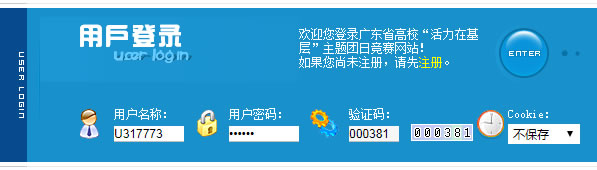 USER LOGIN
用戶登录
user log in
欢迎您登录广东省高校“活力在基
层”主题团日竞赛网站！
如果您尚未注册，请先注册。
ENTER
用户名称：
U317773
用户密码：
••••••
验证码：
000381
000381
Cookie：
不保存